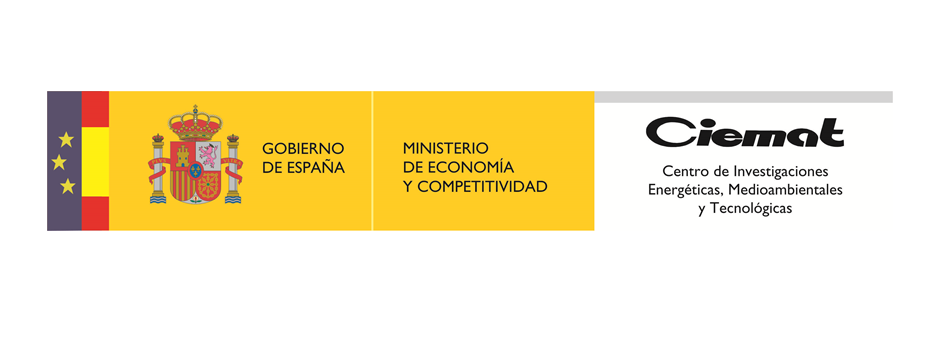 GOBIERNO
DE ESPAÑA
MINISTERIO
DE ECONOMÍA
Y COMPETITIVIDAD
Ciemat
Centro de Investigaciones
Energéticas, Medioambientales
y Tecnológicas